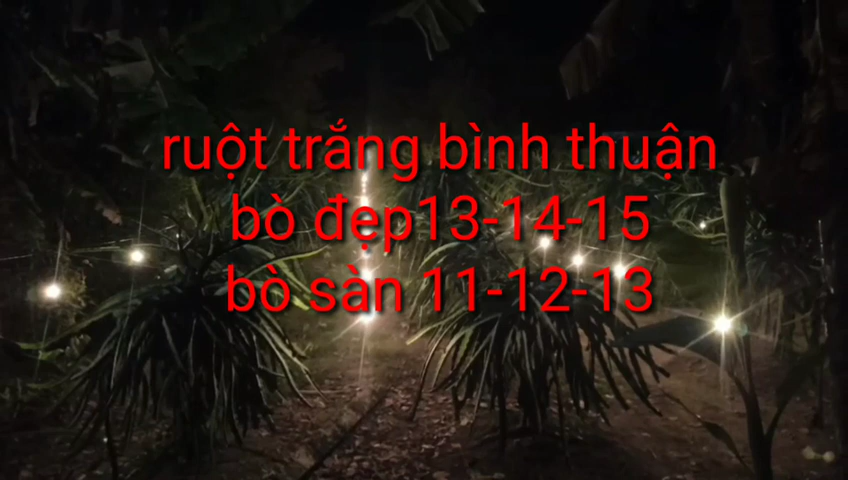 ruột trắng bình thuận
bò đẹp13-14-15
bò sàn 11-12-13